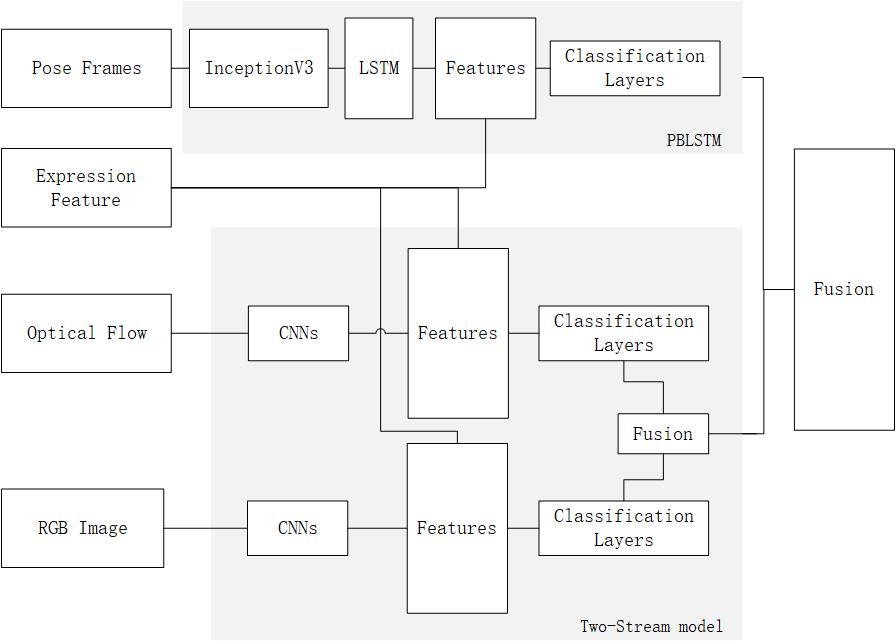 Pose Frames
InceptionV3
LSTM
Features
Classification
Layers
PBLSTM
Expression
Feature
Fusion
Optical Flow
CNNs
Features
Classification
Layers
Fusion
RGB Image
CNNs
Features
Classification
Layers
Two-Stream model